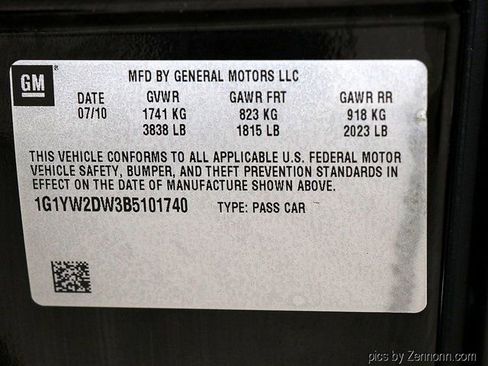 GM ®
MFD BY GENERAL MOTORS LLC
DATE GVWR GAWR FRT GAWR RR
07/10 1741 KG 823 KG 918 KG
3838 LB 1815 LB 2023 LB
THIS VEHICLE CONFORMS TO ALL APPLICABLE U.S. FEDERAL MOTOR
VEHICLE SAFETY, BUMPER, AND THEFT PREVENTION STANDARDS IN
EFFECT ON THE DATE OF MANUFACTURE SHOWN ABOVE.
1G1YW2DW3B5101740 TYPE: PASS CAR
pics by Zennonn.com